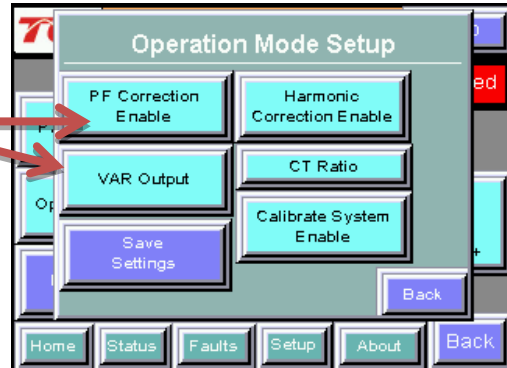 Operation Mode Setup
PF Correction
Enable
Harmonic
Correction Enable
VAR Output
CT Ratio
Calibrate System
Enable
Save
Settings
Back
Home
Status
Faults
Setup
About
Back